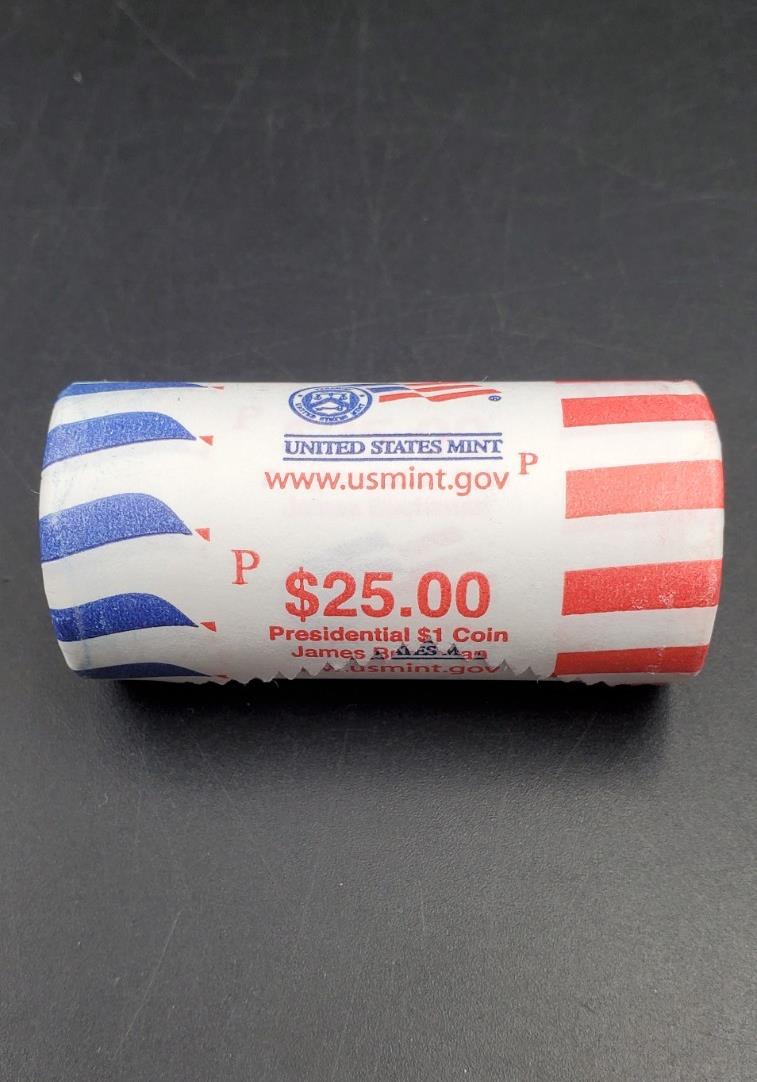 UNITED STATES MINT
www.usmint.gov P
P $25.00
Presidential $1 Coin
James
usmint.gov